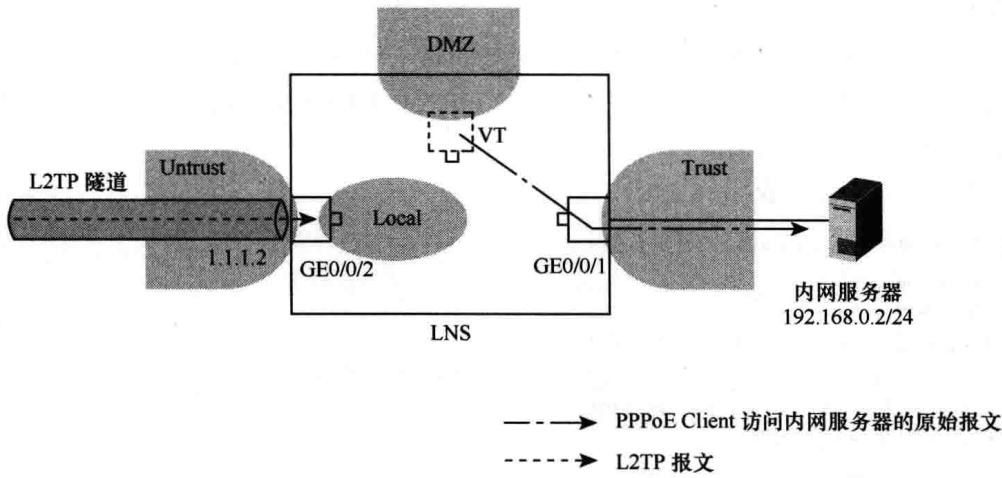 DMZ
VT
Untrust
Trust
L2TP 隧道
Local
1.1.1.2
GE0/0/2
GE0/0/1
内网服务器
192.168.0.2/24
LNS
PPPoE Client 访问内网服务器的原始报文
L2TP 报文